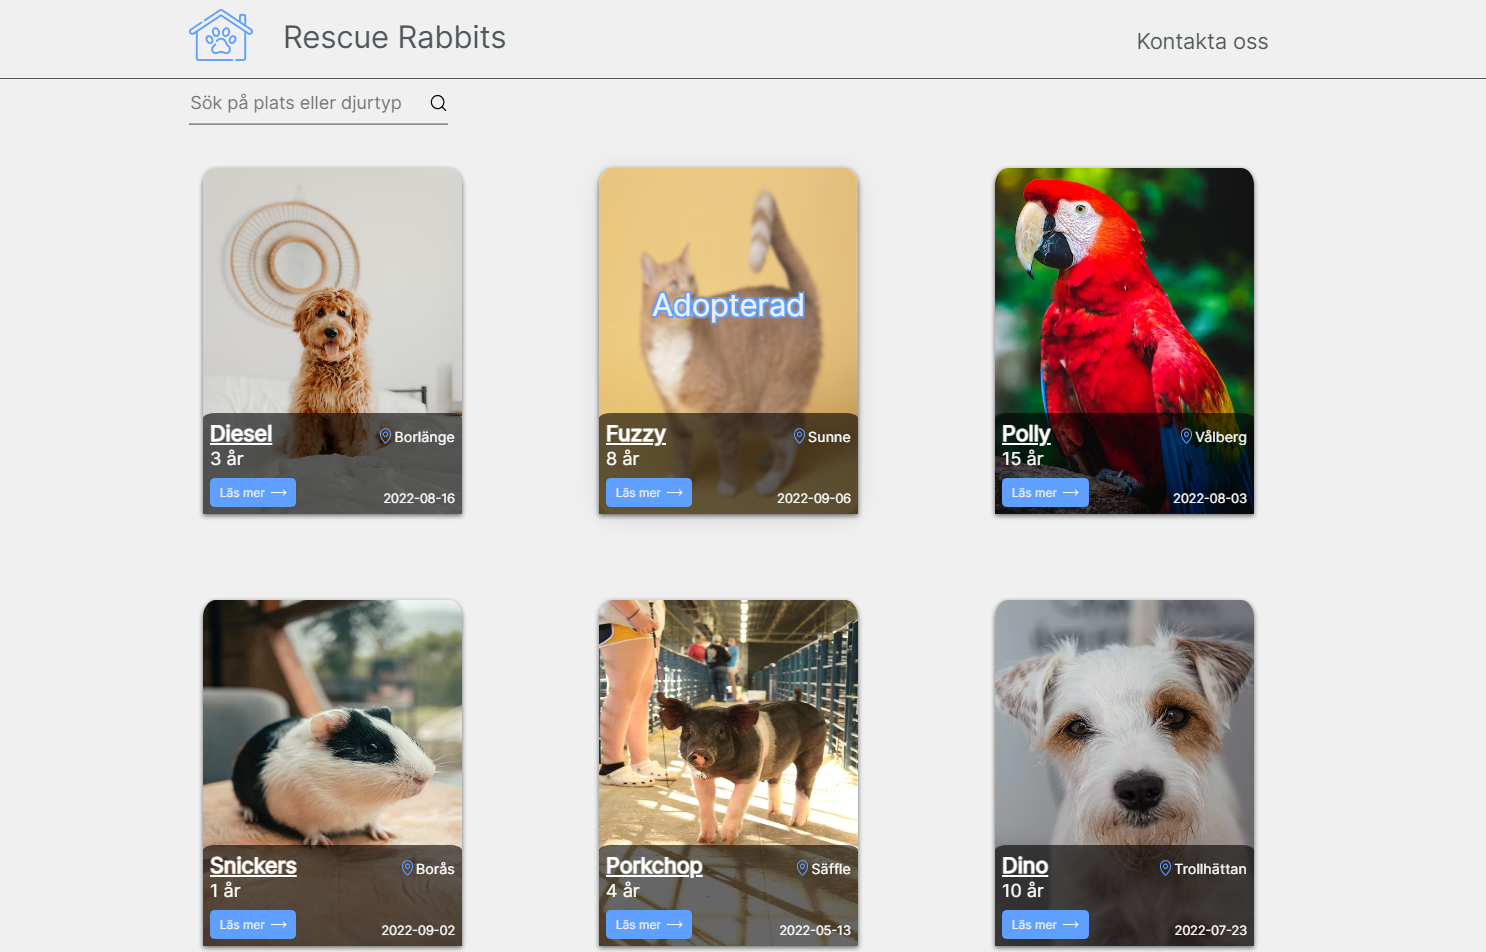 Rescue Rabbits
Kontakta oss
Sök på plats eller djurtyp
Diesel
Borlänge
3 år
Läs mer
2022-08-16
Adopterad
Fuzzy
Sunne
8 år
Läs mer
2022-09-06
Polly
Vålberg
15 år
Läs mer
2022-08-03
Snickers
Borås
1 år
Läs mer
2022-09-02
Porkchop
Säffle
4 år
Läs mer
2022-05-13
Dino
Trollhättan
10 år
Läs mer
2022-07-23